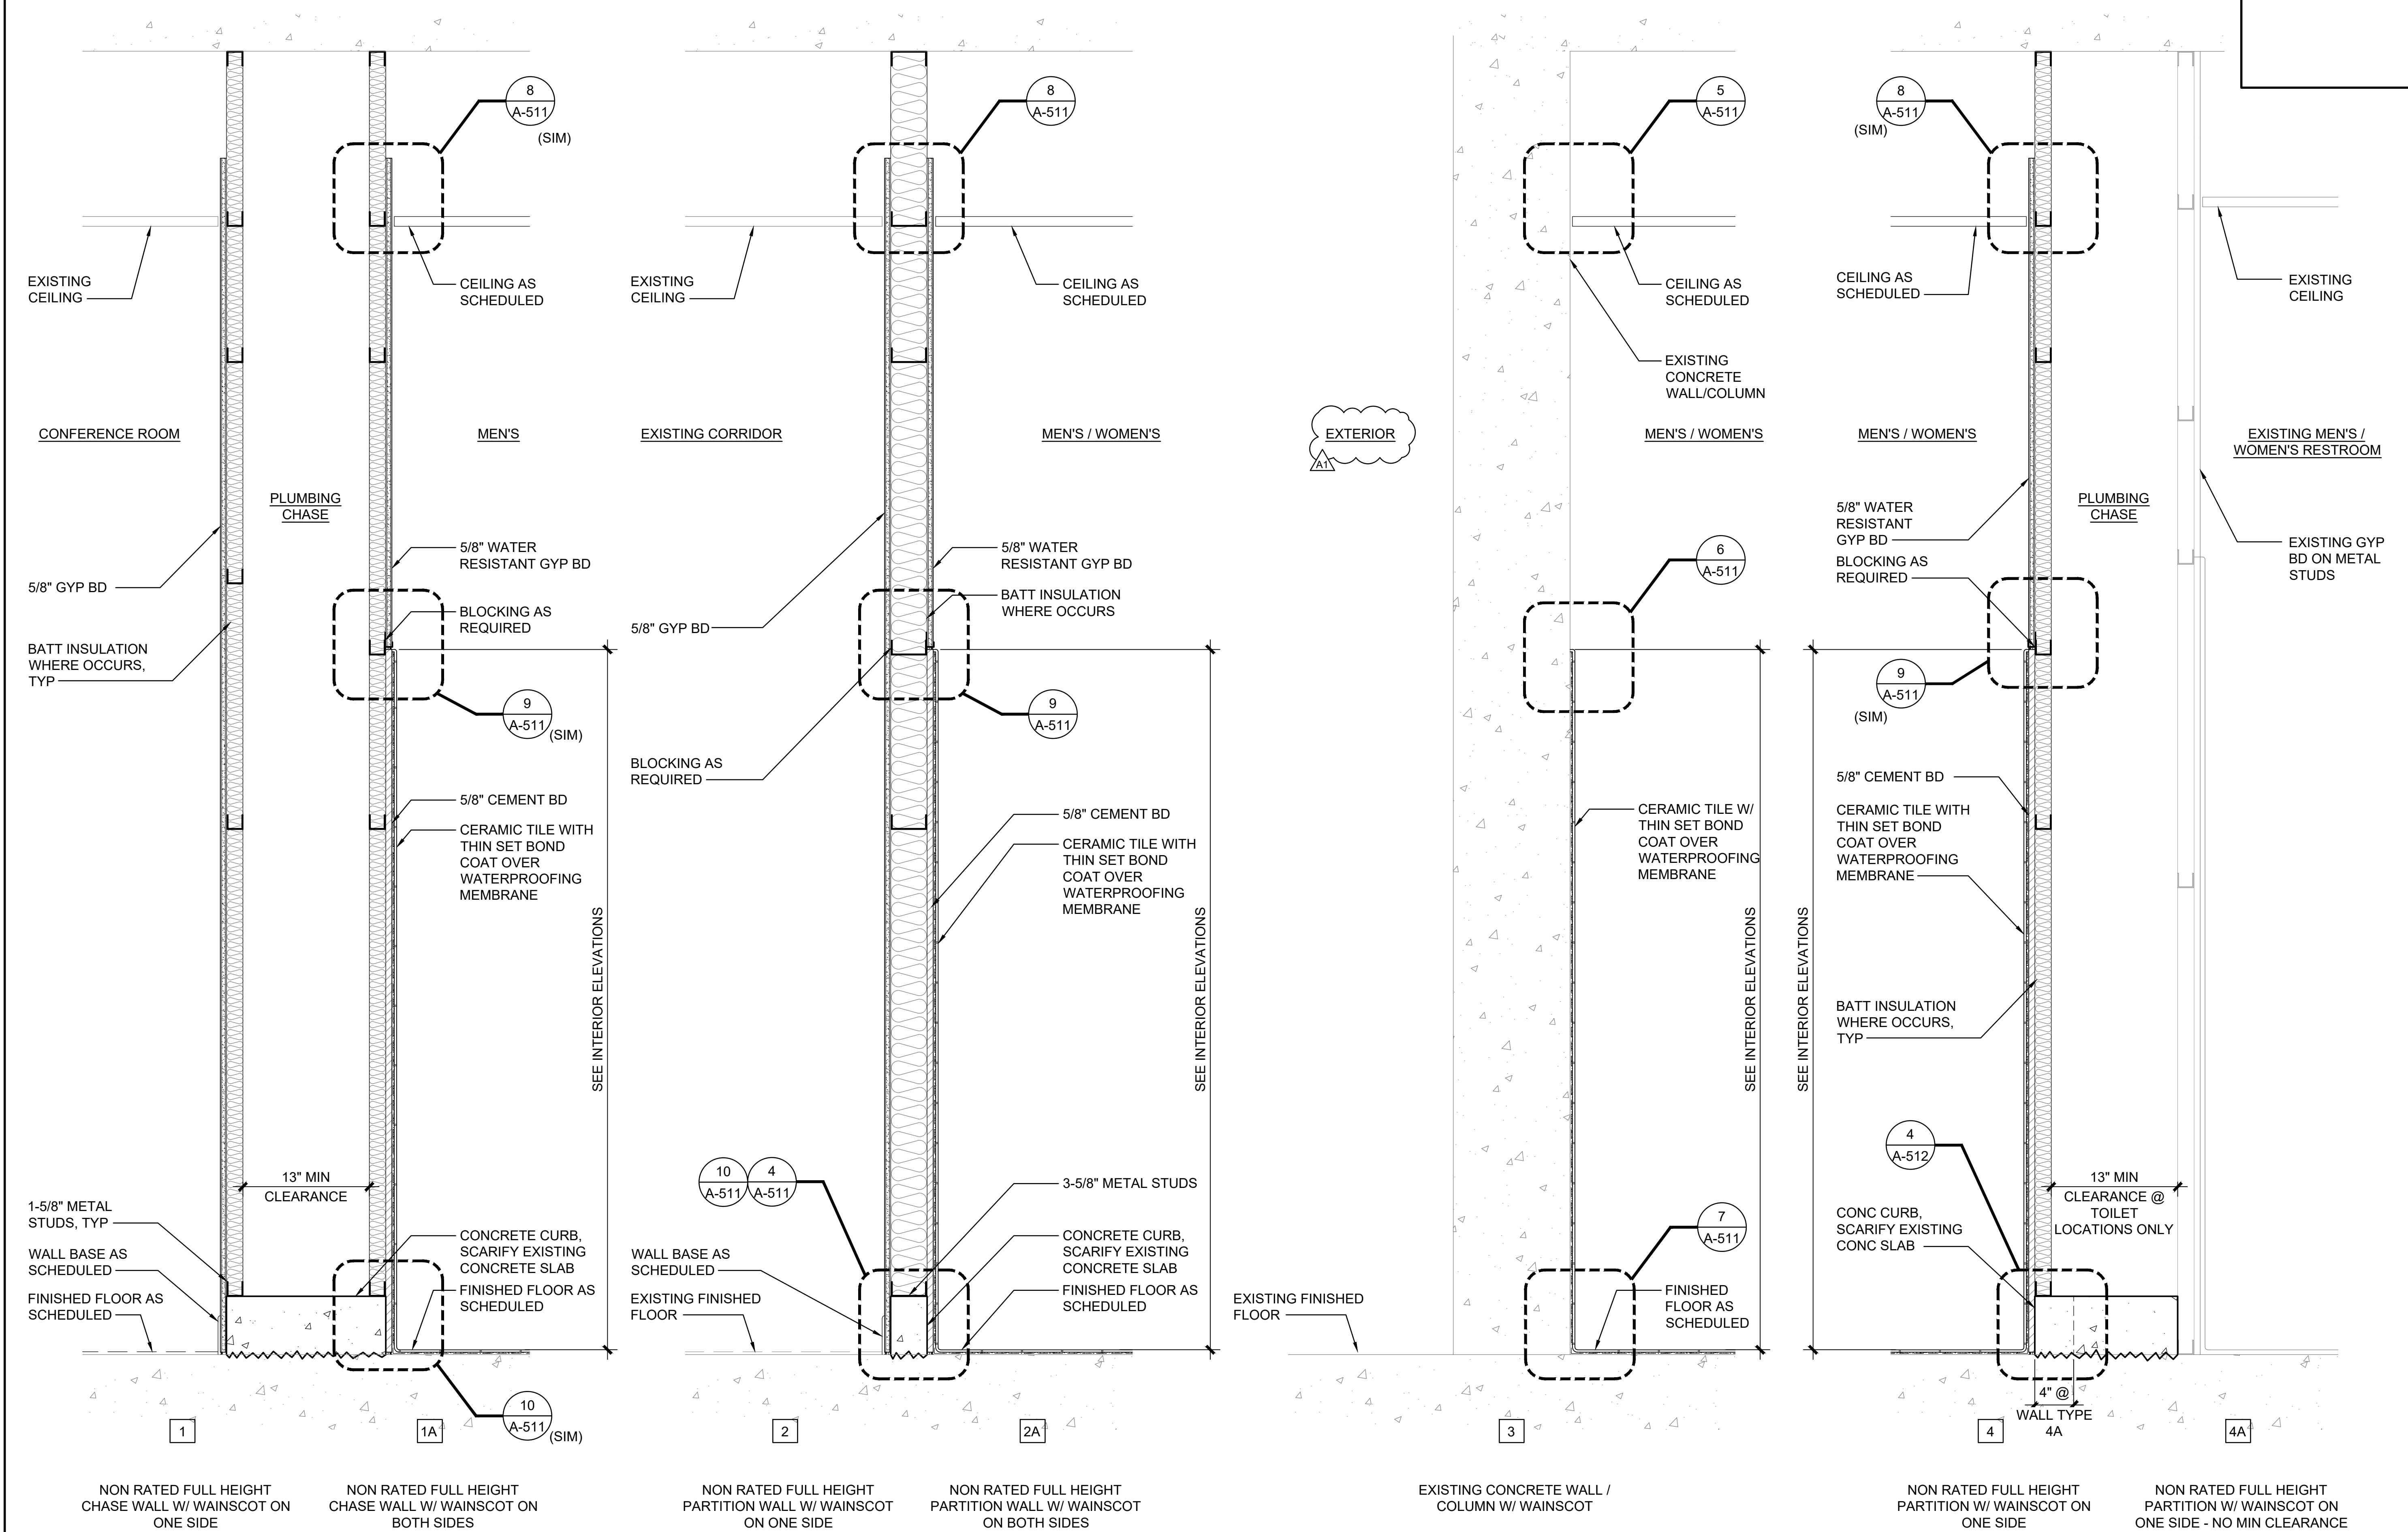 8
A-511
(SIM)
EXISTING
CEILING
CEILING AS
SCHEDULED
CONFERENCE ROOM
MEN'S
PLUMBING
CHASE
5/8" WATER
RESISTANT GYP BD
5/8" GYP BD
BLOCKING AS
REQUIRED
BATT INSULATION
WHERE OCCURS,
TYP
9
A-511
(SIM)
5/8" CEMENT BD
CERAMIC TILE WITH
THIN SET BOND
COAT OVER
WATERPROOFING
MEMBRANE
SEE INTERIOR ELEVATIONS
13" MIN
CLEARANCE
1-5/8" METAL
STUDS, TYP
WALL BASE AS
SCHEDULED
FINISHED FLOOR AS
SCHEDULED
CONCRETE CURB,
SCARIFY EXISTING
CONCRETE SLAB
FINISHED FLOOR AS
SCHEDULED
10
A-511
(SIM)
1
1A
NON RATED FULL HEIGHT
CHASE WALL W/ WAINSCOT ON
ONE SIDE
NON RATED FULL HEIGHT
CHASE WALL W/ WAINSCOT ON
BOTH SIDES
8
A-511
EXISTING
CEILING
CEILING AS
SCHEDULED
EXISTING CORRIDOR
MEN'S / WOMEN'S
5/8" WATER
RESISTANT GYP BD
BATT INSULATION
WHERE OCCURS
5/8" GYP BD
9
A-511
BLOCKING AS
REQUIRED
5/8" CEMENT BD
CERAMIC TILE WITH
THIN SET BOND
COAT OVER
WATERPROOFING
MEMBRANE
SEE INTERIOR ELEVATIONS
10
A-511
4
A-511
3-5/8" METAL STUDS
WALL BASE AS
SCHEDULED
EXISTING FINISHED
FLOOR
CONCRETE CURB,
SCARIFY EXISTING
CONCRETE SLAB
FINISHED FLOOR AS
SCHEDULED
2
2A
NON RATED FULL HEIGHT
PARTITION WALL W/ WAINSCOT
ON ONE SIDE
NON RATED FULL HEIGHT
PARTITION WALL W/ WAINSCOT
ON BOTH SIDES
5
A-511
CEILING AS
SCHEDULED
EXISTING
CONCRETE
WALL/COLUMN
EXTERIOR
A1
MEN'S / WOMEN'S
6
A-511
CERAMIC TILE W/
THIN SET BOND
COAT OVER
WATERPROOFING
MEMBRANE
SEE INTERIOR ELEVATIONS
7
A-511
EXISTING FINISHED
FLOOR
FINISHED
FLOOR AS
SCHEDULED
3
EXISTING CONCRETE WALL /
COLUMN W/ WAINSCOT
8
A-511
(SIM)
CEILING AS
SCHEDULED
EXISTING
CEILING
MEN'S / WOMEN'S
EXISTING MEN'S /
WOMEN'S RESTROOM
PLUMBING
CHASE
5/8" WATER
RESISTANT
GYP BD
BLOCKING AS
REQUIRED
EXISTING GYP
BD ON METAL
STUDS
9
A-511
(SIM)
5/8" CEMENT BD
CERAMIC TILE WITH
THIN SET BOND
COAT OVER
WATERPROOFING
MEMBRANE
SEE INTERIOR ELEVATIONS
BATT INSULATION
WHERE OCCURS,
TYP
4
A-512
13" MIN
CLEARANCE @
TOILET
LOCATIONS ONLY
CONC CURB,
SCARIFY EXISTING
CONC SLAB
4" @
WALL TYPE
4A
4
4A
NON RATED FULL HEIGHT
PARTITION W/ WAINSCOT ON
ONE SIDE
NON RATED FULL HEIGHT
PARTITION W/ WAINSCOT ON
ONE SIDE - NO MIN CLEARANCE